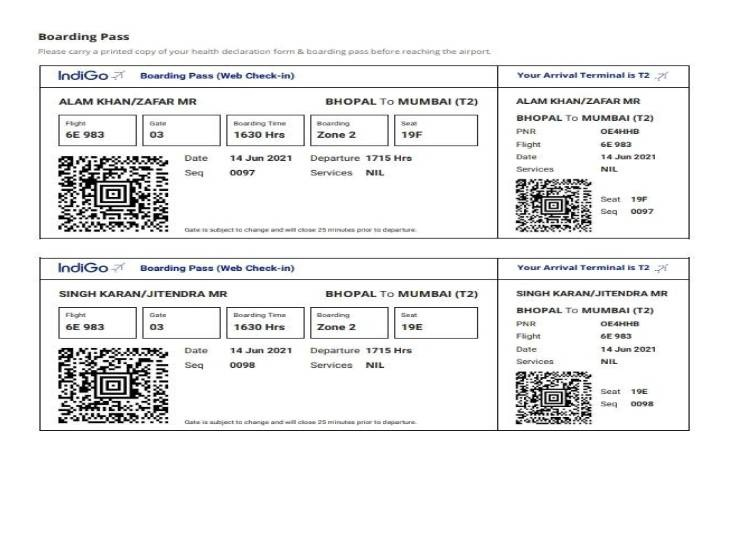 Boarding Pass
Please carry a printed copy of your health declaration form & boarding pass before reaching the airport.
IndiGo Boarding Pass (Web Check-in)
ALAM KHAN/ZAFAR MR BHOPAL To MUMBAI (T2)
Flight Gate Boarding Time Boarding Seat
6E 983 03 1630 Hrs Zone 2 19F
Date 14 Jun 2021 Departure 1715 Hrs
Seq 0097 Services NIL
Gate is subject to change and will close 25 minutes prior to departure.
Your Arrival Terminal is T2
ALAM KHAN/ZAFAR MR
BHOPAL To MUMBAI (T2)
PNR OE4HHB
Flight 6E 983
Date 14 Jun 2021
Services NIL
Seat 19F
Seq 0097
IndiGo Boarding Pass (Web Check-in)
SINGH KARAN/JITENDRA MR BHOPAL To MUMBAI (T2)
Flight Gate Boarding Time Boarding Seat
6E 983 03 1630 Hrs Zone 2 19E
Date 14 Jun 2021 Departure 1715 Hrs
Seq 0098 Services NIL
Gate is subject to change and will close 25 minutes prior to departure.
Your Arrival Terminal is T2
SINGH KARAN/JITENDRA MR
BHOPAL To MUMBAI (T2)
PNR OE4HHB
Flight 6E 983
Date 14 Jun 2021
Services NIL
Seat 19E
Seq 0098